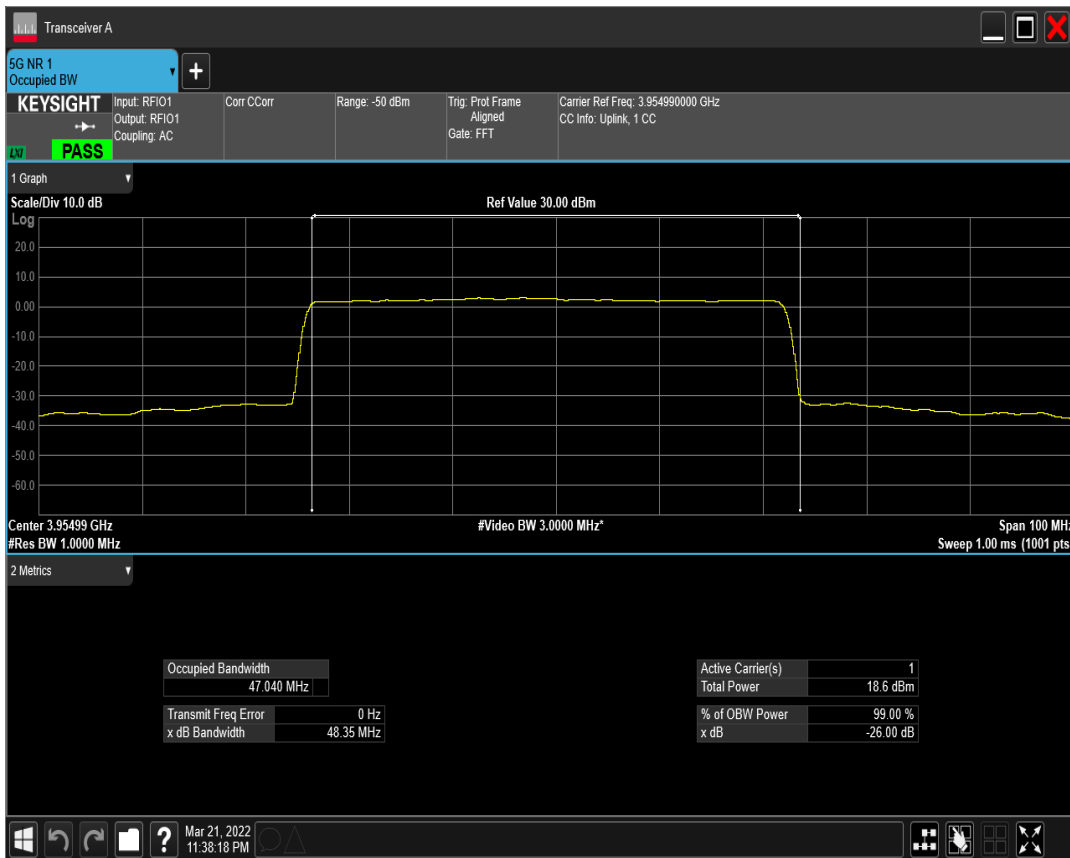 Transceiver A
5G NR 1
Occupied BW
KEYSIGHT
LXI
PASS
Input: RFIO1
Output: RFIO1
Coupling: AC
Corr CCorr
Range: -50 dBm
Trig: Prot Frame
Aligned
Gate: FFT
Carrier Ref Freq: 3.954990000 GHz
CC Info: Uplink, 1 CC
1 Graph
Scale/Div 10.0 dB
Ref Value 30.00 dBm
Log
20.0
10.0
0.00
-10.0
-20.0
-30.0
-40.0
-50.0
-60.0
Center 3.95499 GHz
#Video BW 3.0000 MHz*
Span 100 MHz
#Res BW 1.0000 MHz
Sweep 1.00 ms (1001 pts
2 Metrics
Occupied Bandwidth
47.040 MHz
Transmit Freq Error 0 Hz
x dB Bandwidth 48.35 MHz
Active Carrier(s) 1
Total Power 18.6 dBm
% of OBW Power 99.00 %
x dB -26.00 dB
Mar 21, 2022
11:38:18 PM